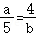 a/5 = 4/b